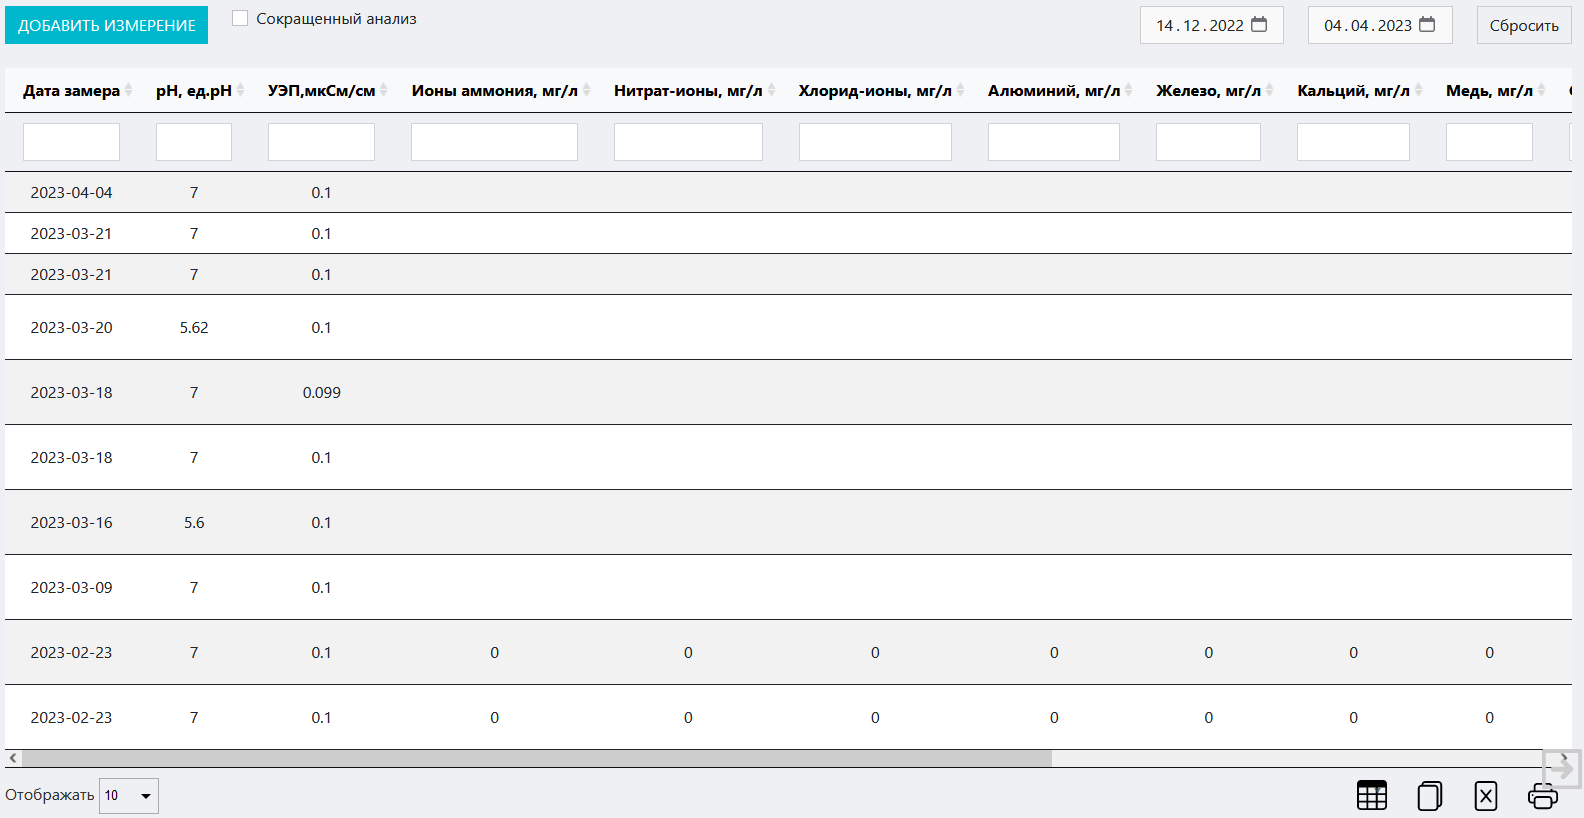 ДОБАВИТЬ ИЗМЕРЕНИЕ Сокращенный анализ 14.12.2022 04.04.2023 Сбросить
Дата замера pH, ед.pH УЭП,мкСм/см Ионы аммония, мг/л Нитрат-ионы, мг/л Хлорид-ионы, мг/л Алюминий, мг/л Железо, мг/л Кальций, мг/л Медь, мг/л
2023-04-04 7 0.1
2023-03-21 7 0.1
2023-03-21 7 0.1
2023-03-20 5.62 0.1
2023-03-18 7 0.099
2023-03-18 7 0.1
2023-03-16 5.6 0.1
2023-03-09 7 0.1
2023-02-23 7 0.1 0 0 0 0 0 0 0
2023-02-23 7 0.1 0 0 0 0 0 0 0
Отображать 10